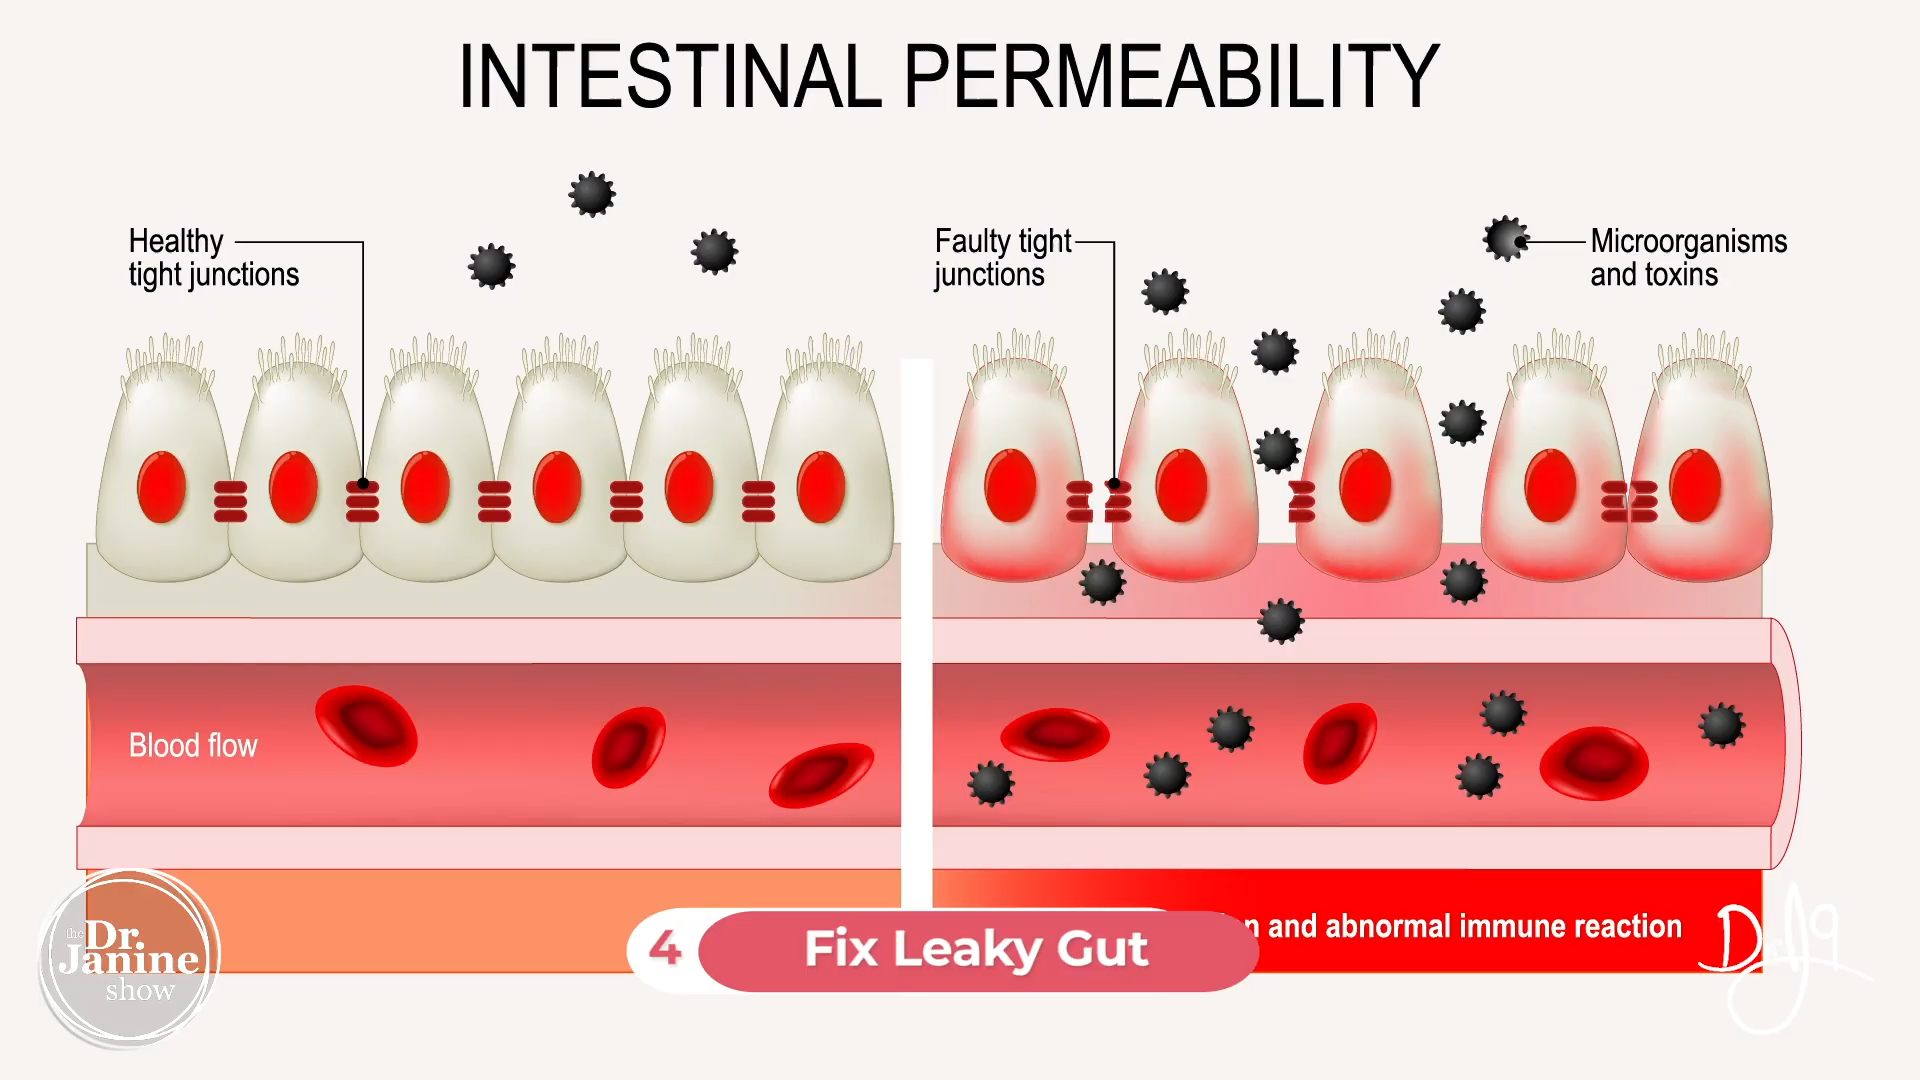 INTESTINAL PERMEABILITY
Healthy
tight junctions
Faulty tight
junctions
Microorganisms
and toxins
Blood flow
and abnormal immune reaction
4 Fix Leaky Gut
the
Dr.
Janine
show